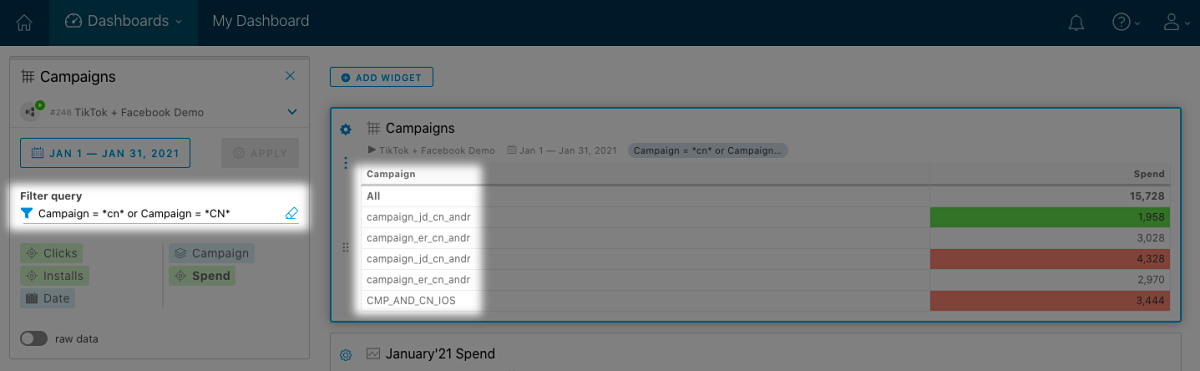 Dashboards My Dashboard
Campaigns
#248 TikTok + Facebook Demo
JAN 1 — JAN 31, 2021 APPLY
Filter query
Campaign = *cn* or Campaign = *CN*
Clicks Campaign
Installs Spend
Date
raw data
ADD WIDGET
Campaigns
TikTok + Facebook Demo Jan 1 — Jan 31, 2021 Campaign = *cn* or Campaign...
Campaign Spend
All 15,728
campaign_jd_cn_andr 1,958
campaign_er_cn_andr 3,028
campaign_jd_cn_andr 4,328
campaign_er_cn_andr 2,970
CMP_AND_CN_IOS 3,444
January'21 Spend